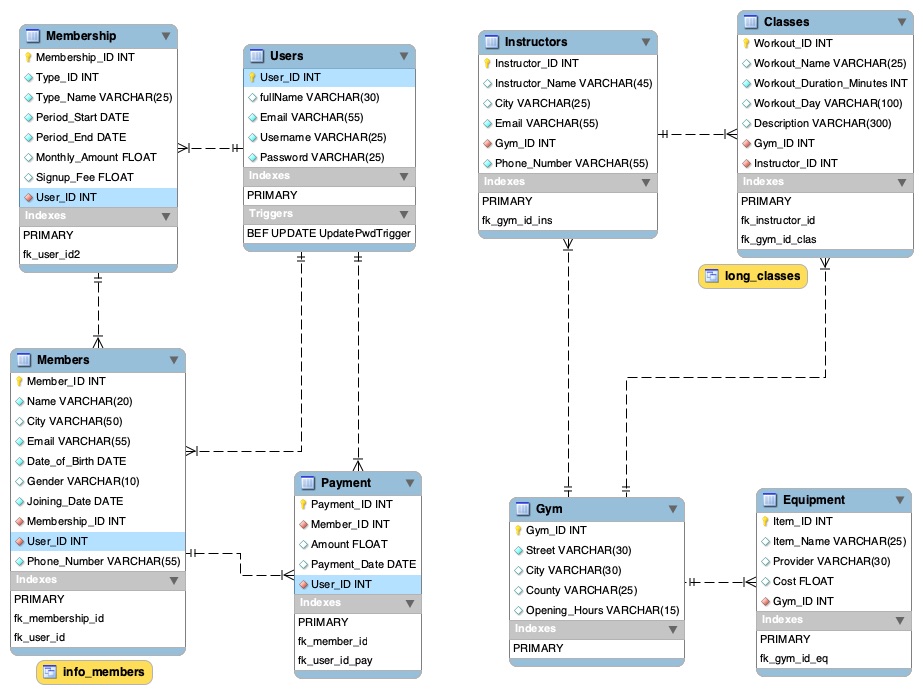 Membership
Membership_ID INT
Type_ID INT
Type_Name VARCHAR(25)
Period_Start DATE
Period_End DATE
Monthly_Amount FLOAT
Signup_Fee FLOAT
User_ID INT
Indexes
PRIMARY
fk_user_id2
Users
User_ID INT
fullName VARCHAR(30)
Email VARCHAR(55)
Username VARCHAR(25)
Password VARCHAR(25)
Indexes
PRIMARY
Triggers
BEF UPDATE UpdatePwdTrigger
Instructors
Instructor_ID INT
Instructor_Name VARCHAR(45)
City VARCHAR(25)
Email VARCHAR(55)
Gym_ID INT
Phone_Number VARCHAR(55)
Indexes
PRIMARY
fk_gym_id_ins
Classes
Workout_ID INT
Workout_Name VARCHAR(25)
Workout_Duration_Minutes INT
Workout_Day VARCHAR(100)
Description VARCHAR(300)
Gym_ID INT
Instructor_ID INT
Indexes
PRIMARY
fk_instructor_id
fk_gym_id_clas
long_classes
Members
Member_ID INT
Name VARCHAR(20)
City VARCHAR(50)
Email VARCHAR(55)
Date_of_Birth DATE
Gender VARCHAR(10)
Joining_Date DATE
Membership_ID INT
User_ID INT
Phone_Number VARCHAR(55)
Indexes
PRIMARY
fk_membership_id
fk_user_id
info_members
Payment
Payment_ID INT
Member_ID INT
Amount FLOAT
Payment_Date DATE
User_ID INT
Indexes
PRIMARY
fk_member_id
fk_user_id_pay
Gym
Gym_ID INT
Street VARCHAR(30)
City VARCHAR(30)
County VARCHAR(25)
Opening_Hours VARCHAR(15)
Indexes
PRIMARY
Equipment
Item_ID INT
Item_Name VARCHAR(25)
Provider VARCHAR(30)
Cost FLOAT
Gym_ID INT
Indexes
PRIMARY
fk_gym_id_eq